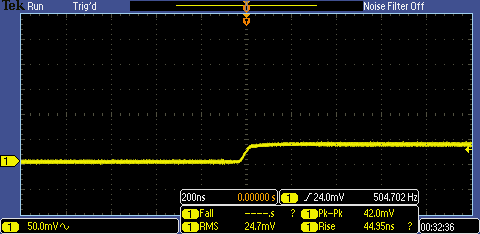 Tek Run Trig'd Noise Filter Off
T
1
200ns 0.00000 s 1 24.0mV 504.702 Hz
1 Fall --.--s ? 1 Pk-Pk 42.0mV
1 50.0mV 1 RMS 24.7mV 1 Rise 44.95ns ? 00:32:36